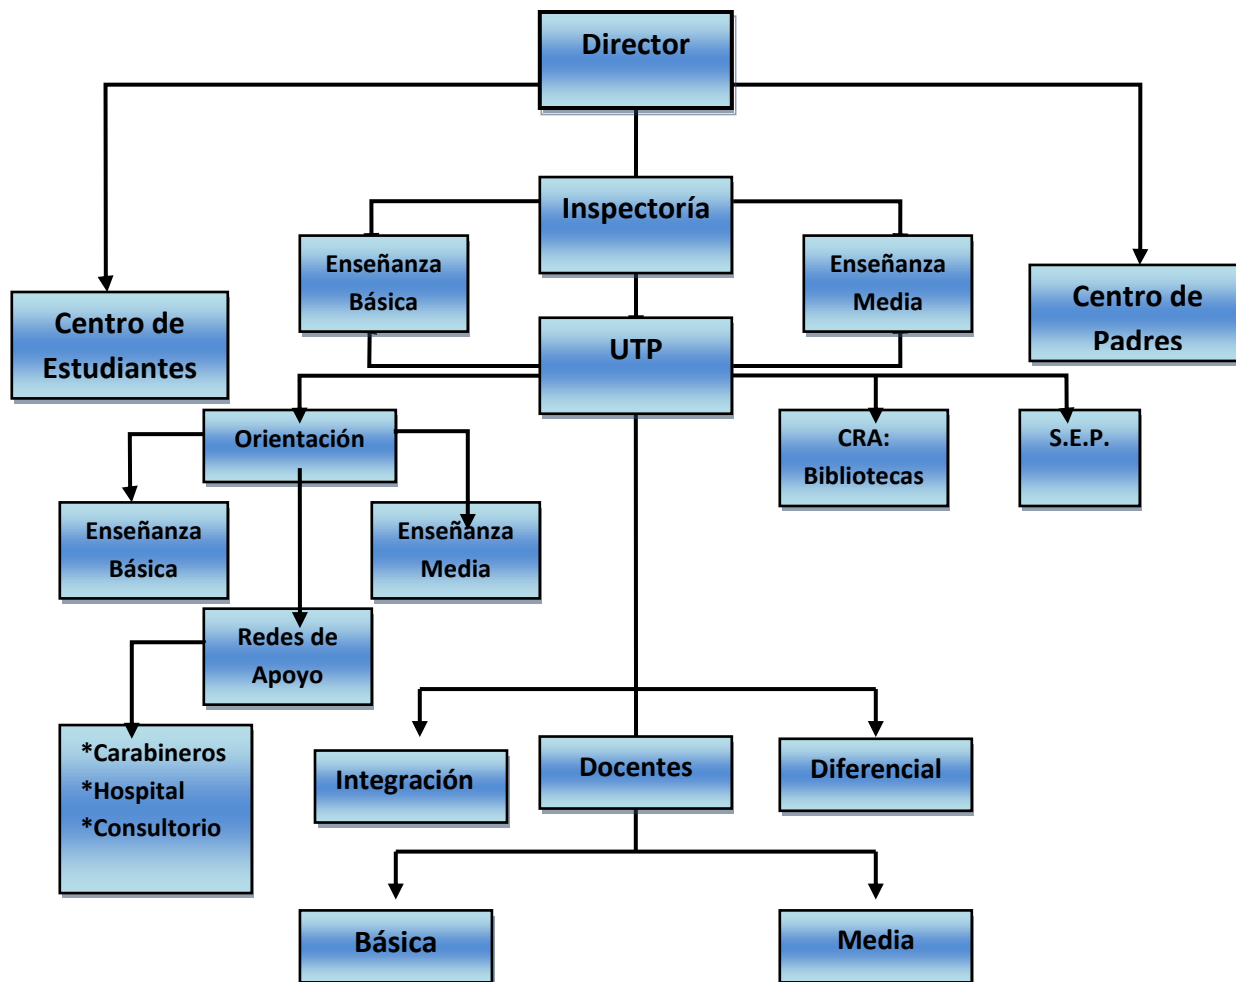 Director
Inspectoría
Enseñanza
Básica
Enseñanza
Media
Centro de
Estudiantes
Centro de
Padres
UTP
Orientación
CRA:
Bibliotecas
S.E.P.
Enseñanza
Básica
Enseñanza
Media
Redes de
Apoyo
*Carabineros
*Hospital
*Consultorio
Integración
Docentes
Diferencial
Básica
Media